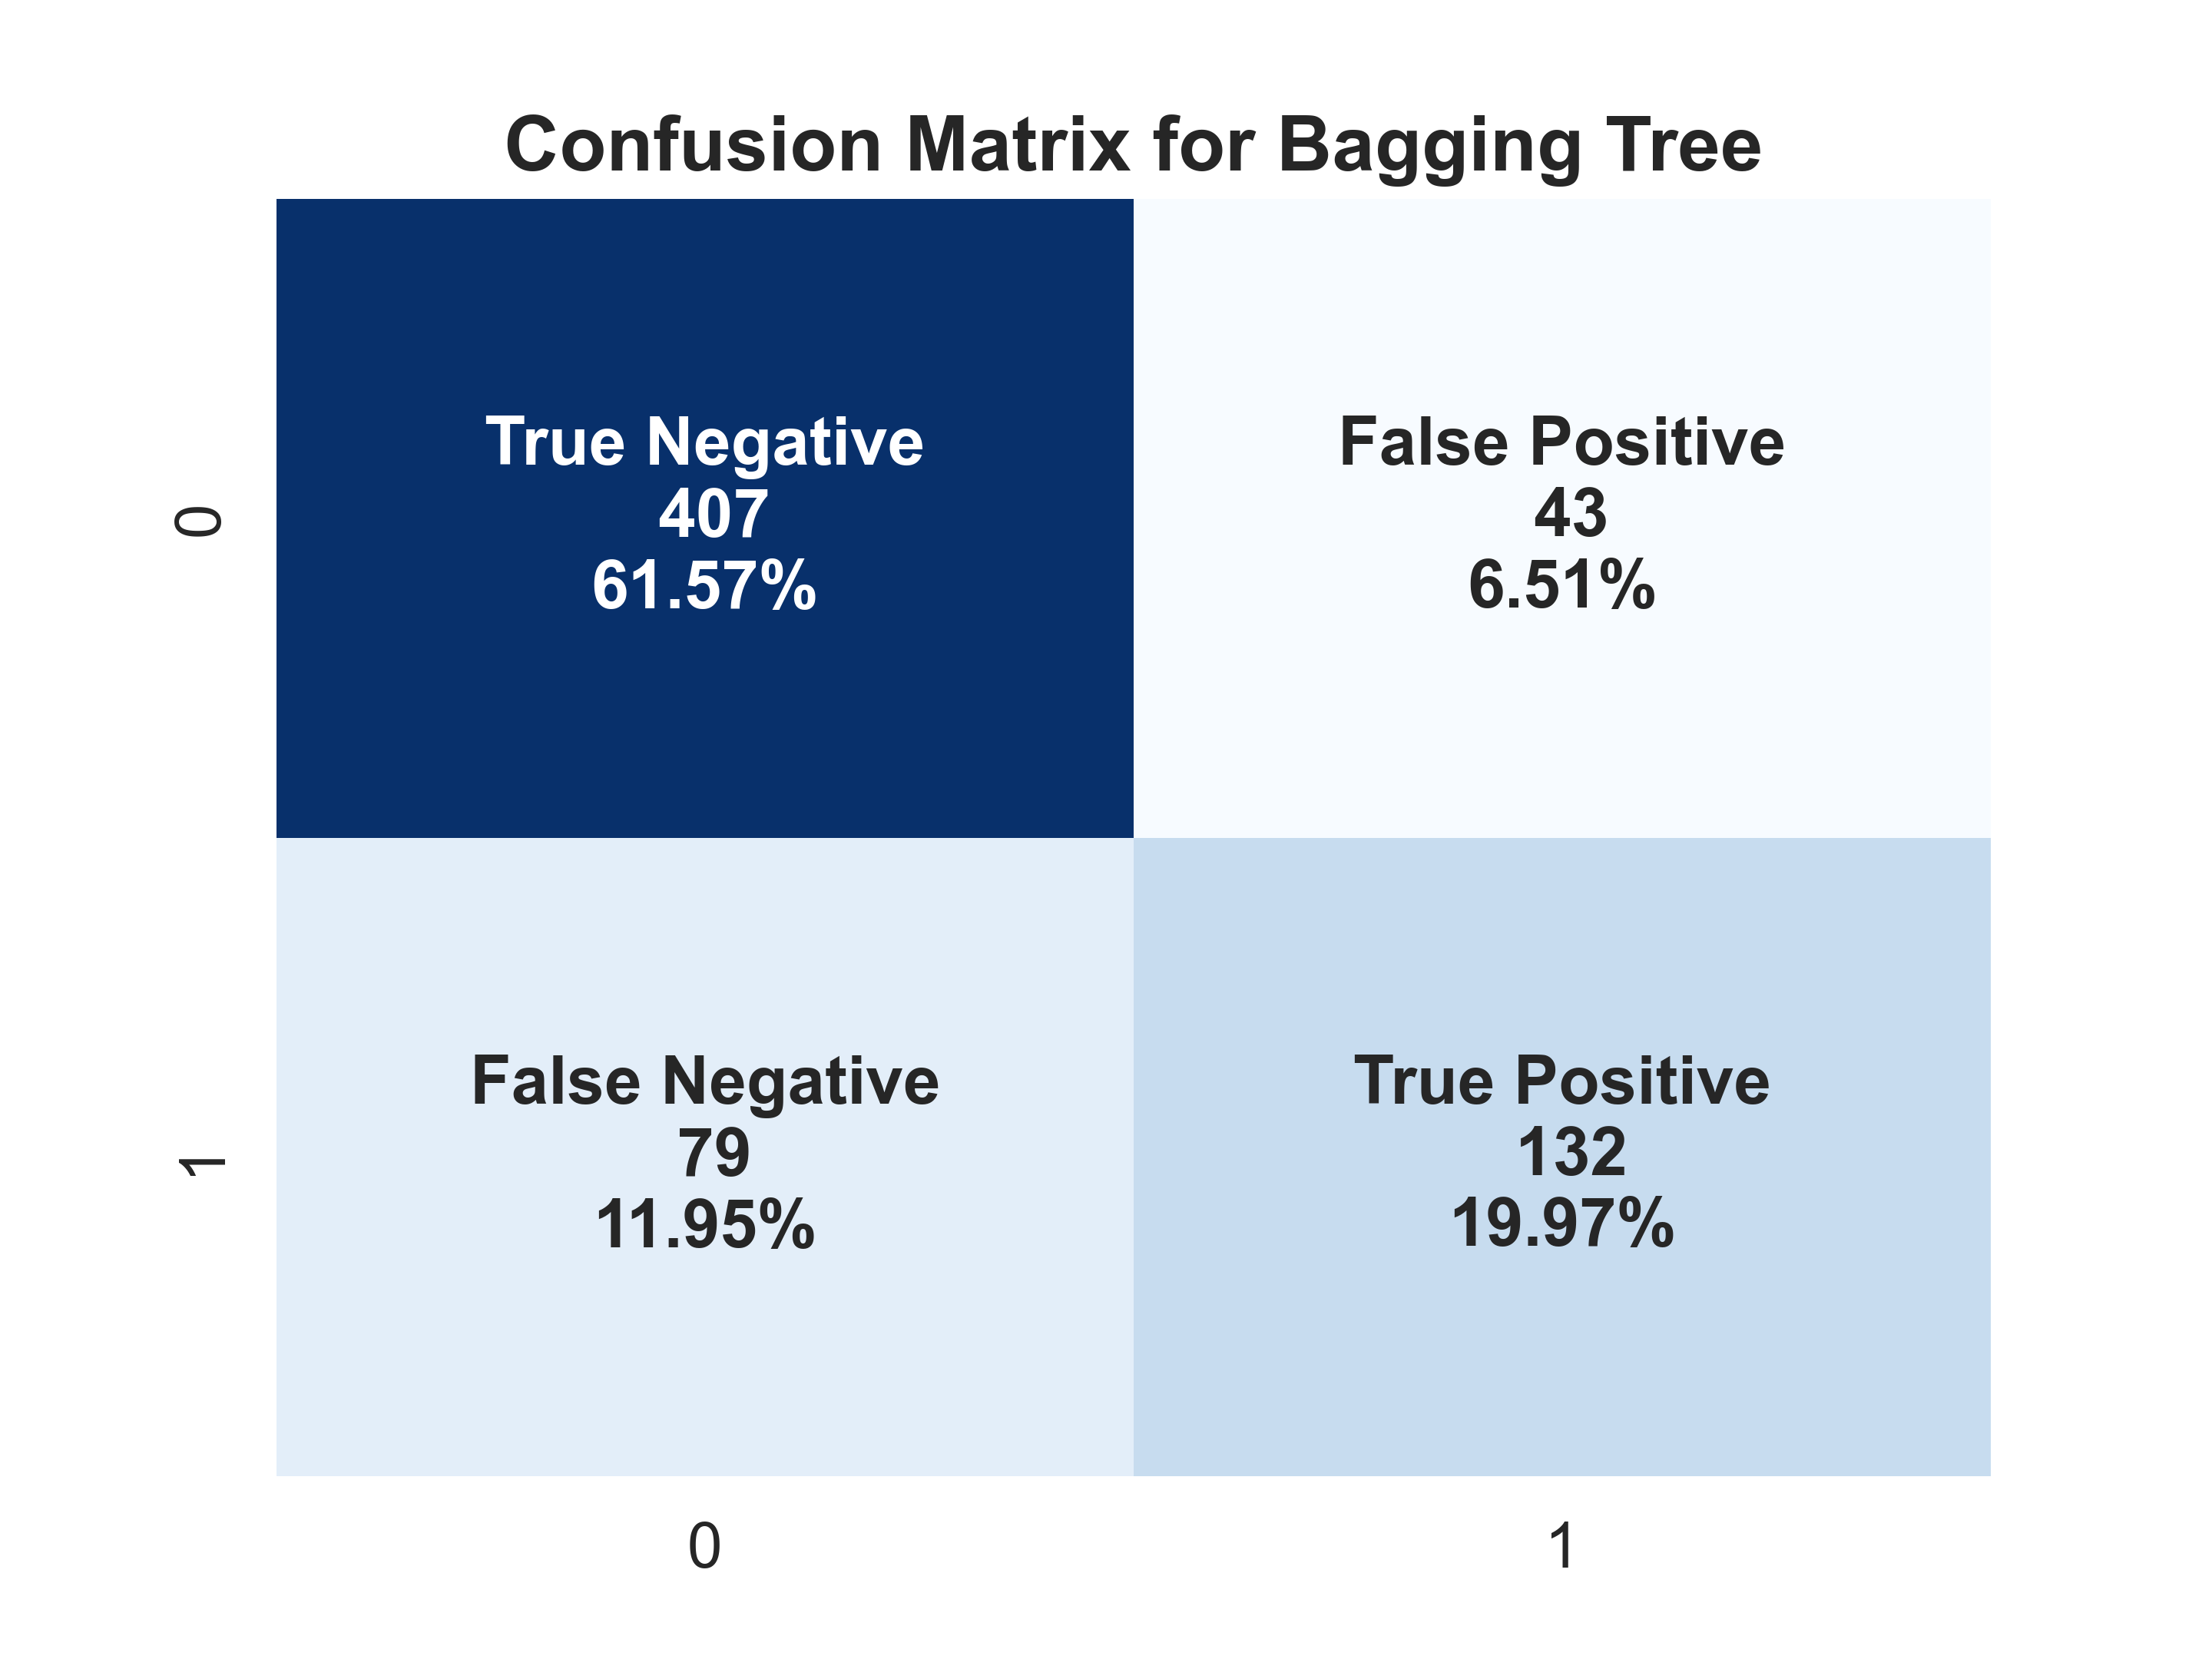 Confusion Matrix for Bagging Tree
0
True Negative
407
61.57%
False Positive
43
6.51%
1
False Negative
79
11.95%
True Positive
132
19.97%
0
1